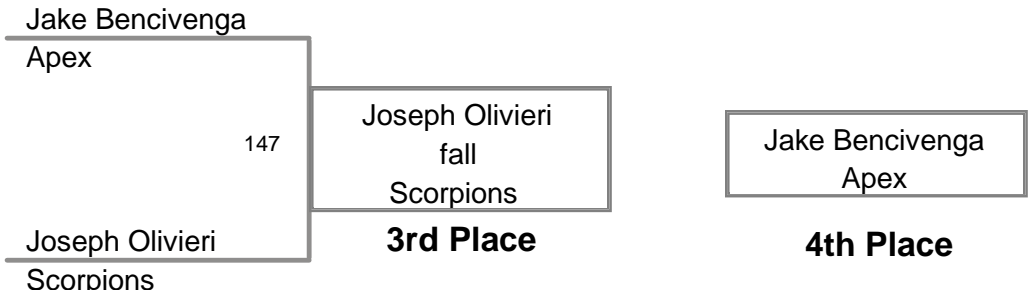 Jake Bencivenga
Apex
147
Joseph Olivieri
fall
Scorpions
3rd Place
Jake Bencivenga
Apex
4th Place
Joseph Olivieri
Scorpions